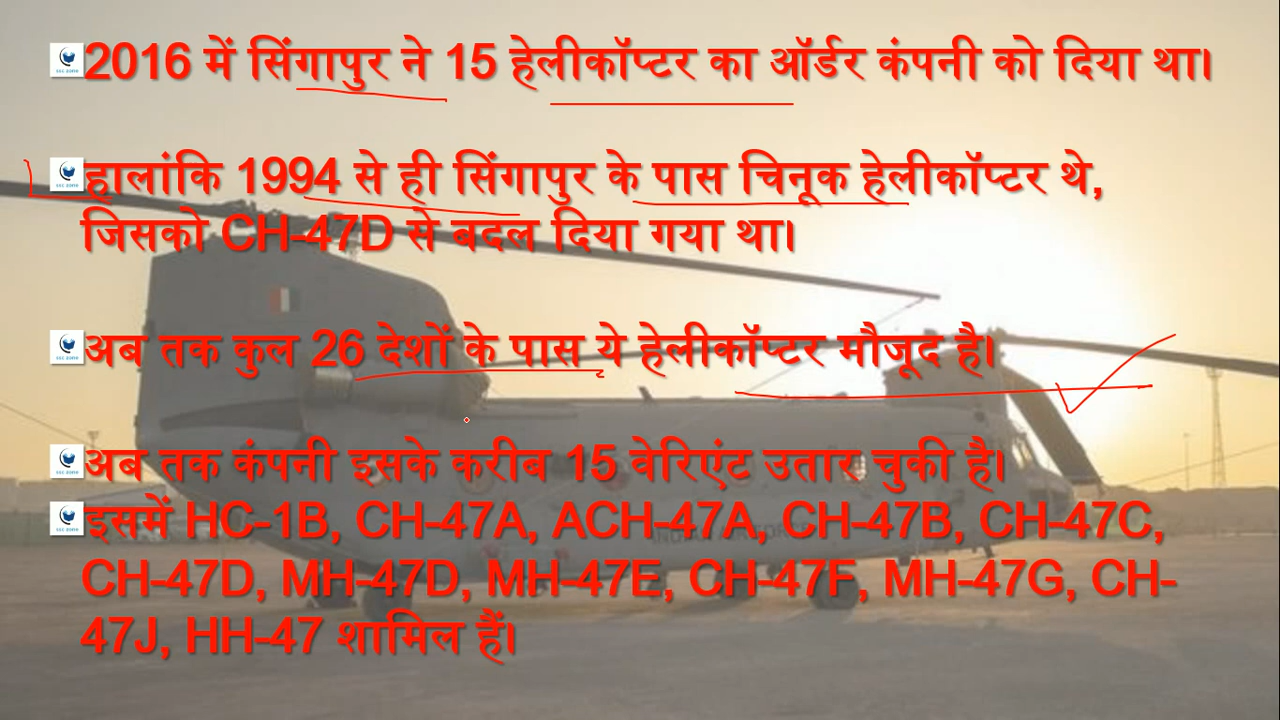 2016 में सिंगापुर ने 15 हेलीकॉप्टर का ऑर्डर कंपनी को दिया था।
हालांकि 1994 से ही सिंगापुर के पास चिनूक हेलीकॉप्टर थे,
जिसको CH-47D से बदल दिया गया था।
अब तक कुल 26 देशों के पास ये हेलीकॉप्टर मौजूद है।
अब तक कंपनी इसके करीब 15 वेरिएंट उतार चुकी है।
इसमें HC-1B, CH-47A, ACH-47A, CH-47B, CH-47C,
CH-47D, MH-47D, MH-47E, CH-47F, MH-47G, CH-
47J, HH-47 शामिल हैं।